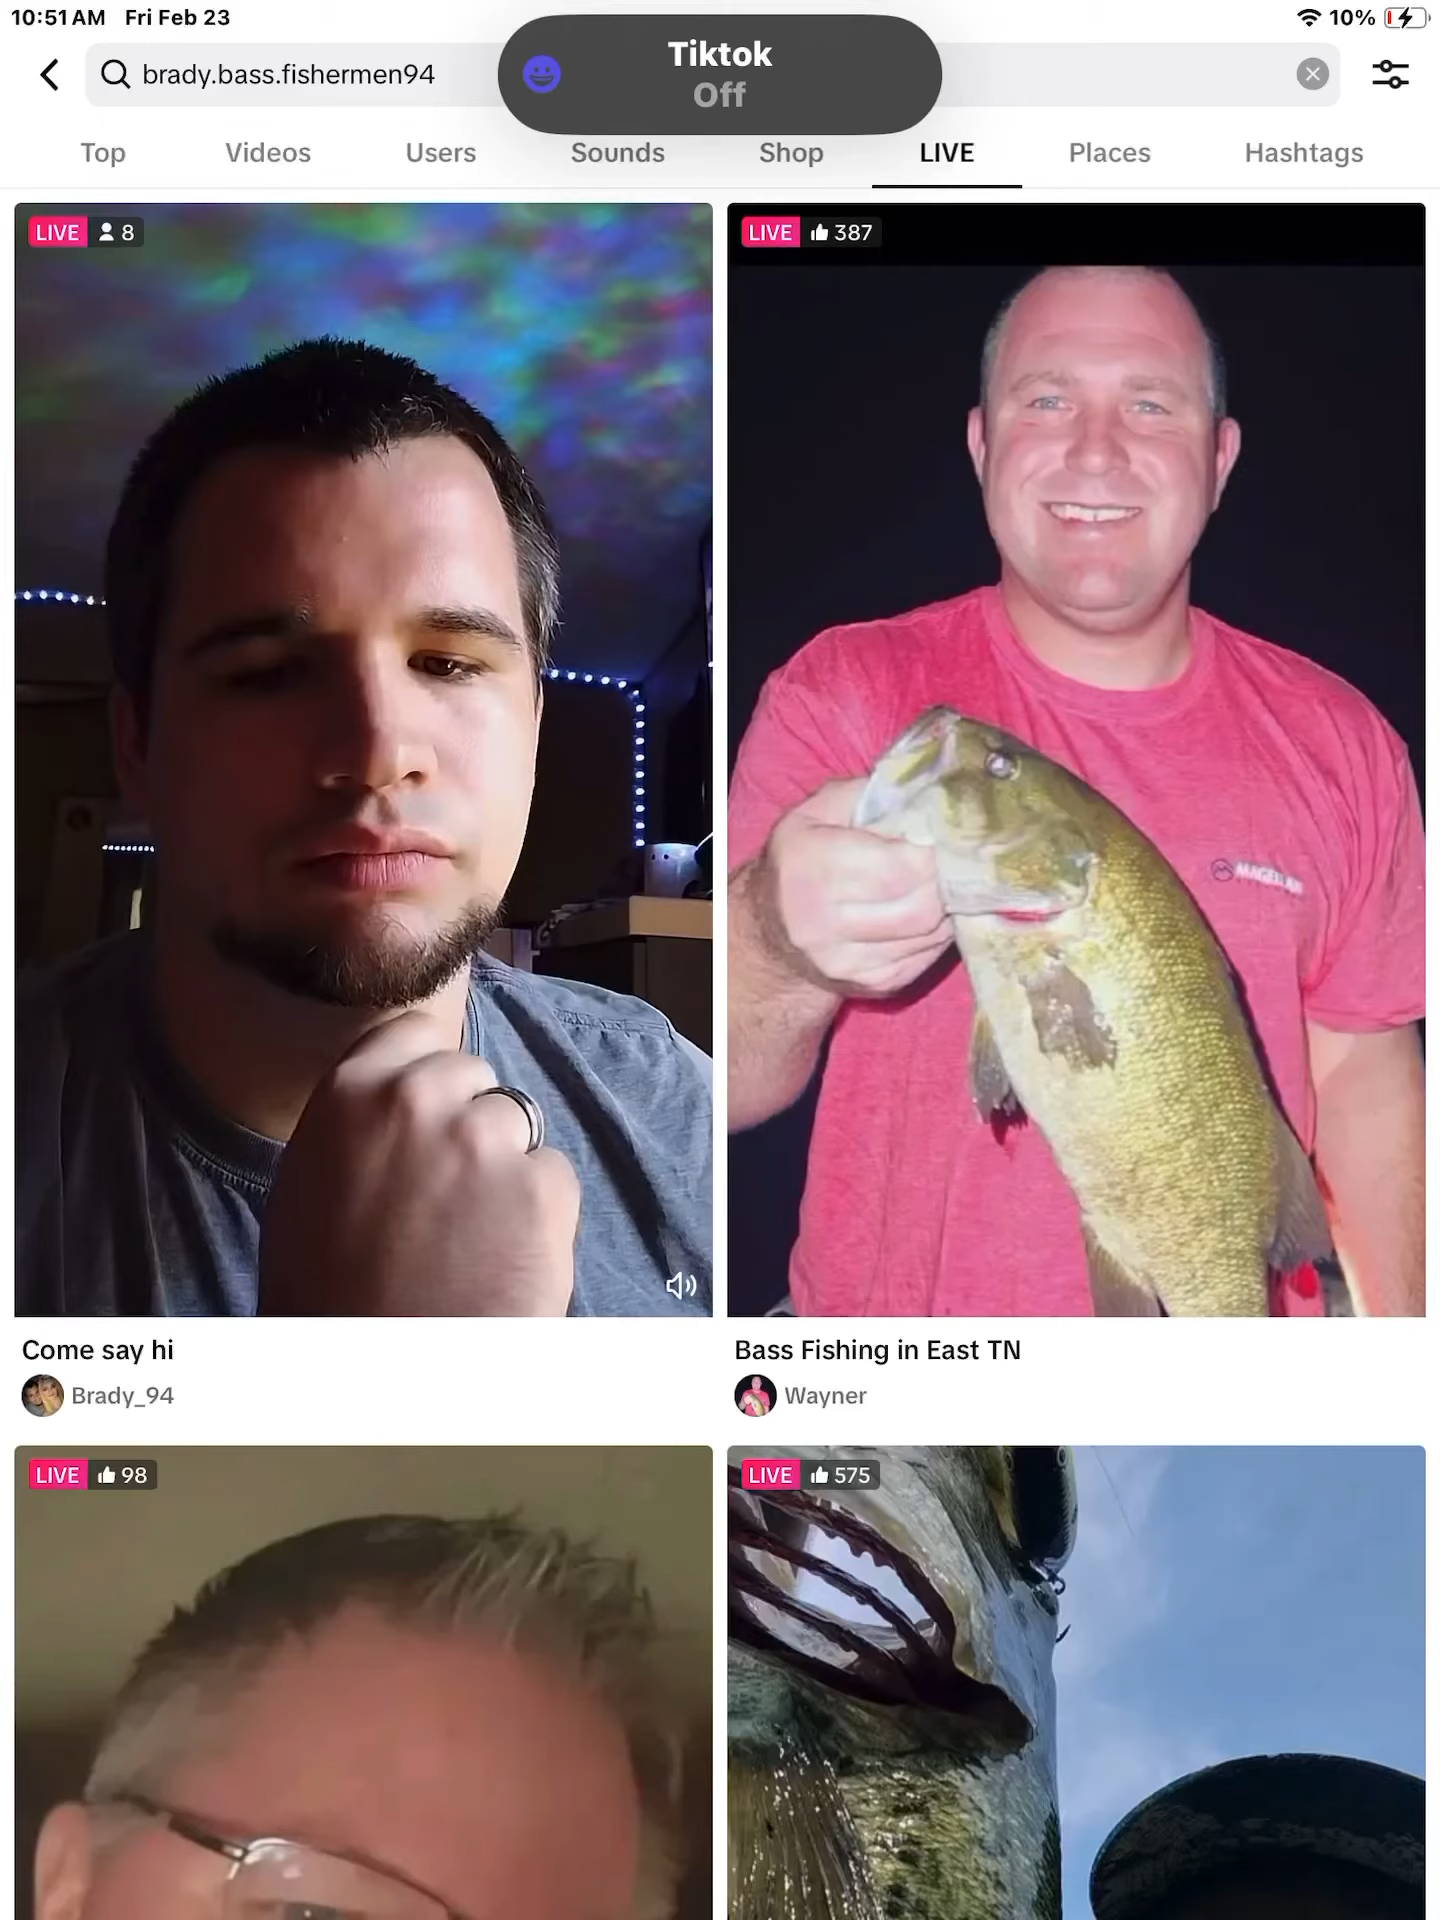 10:51 AM Fri Feb 23
10%
Tiktok
Off
brady.bass.fishermen94
Top Videos Users Sounds Shop LIVE Places Hashtags
LIVE 8
LIVE 387
MAGELLAN
Come say hi
Bass Fishing in East TN
Brady_94
Wayner
LIVE 98
LIVE 575